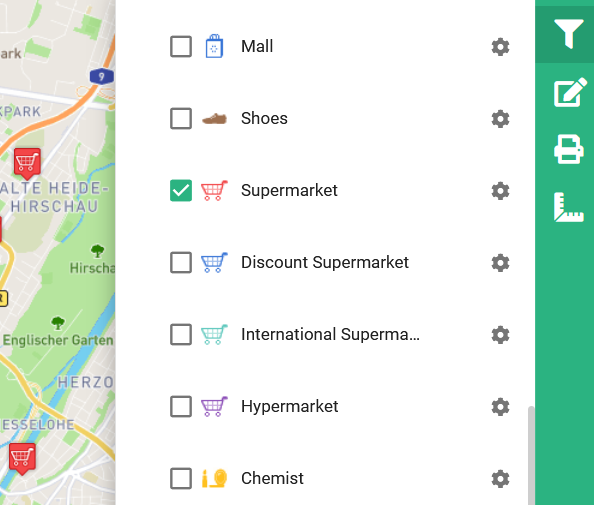 Mall
ark
9
KPARK
Shoes
ALTE HEIDE-
HIRSCHAU
Supermarket
Discount Supermarket
Hirscha
R
International Superma...
Englischer Garten
HERZO
Hypermarket
ESSELOHE
Chemist